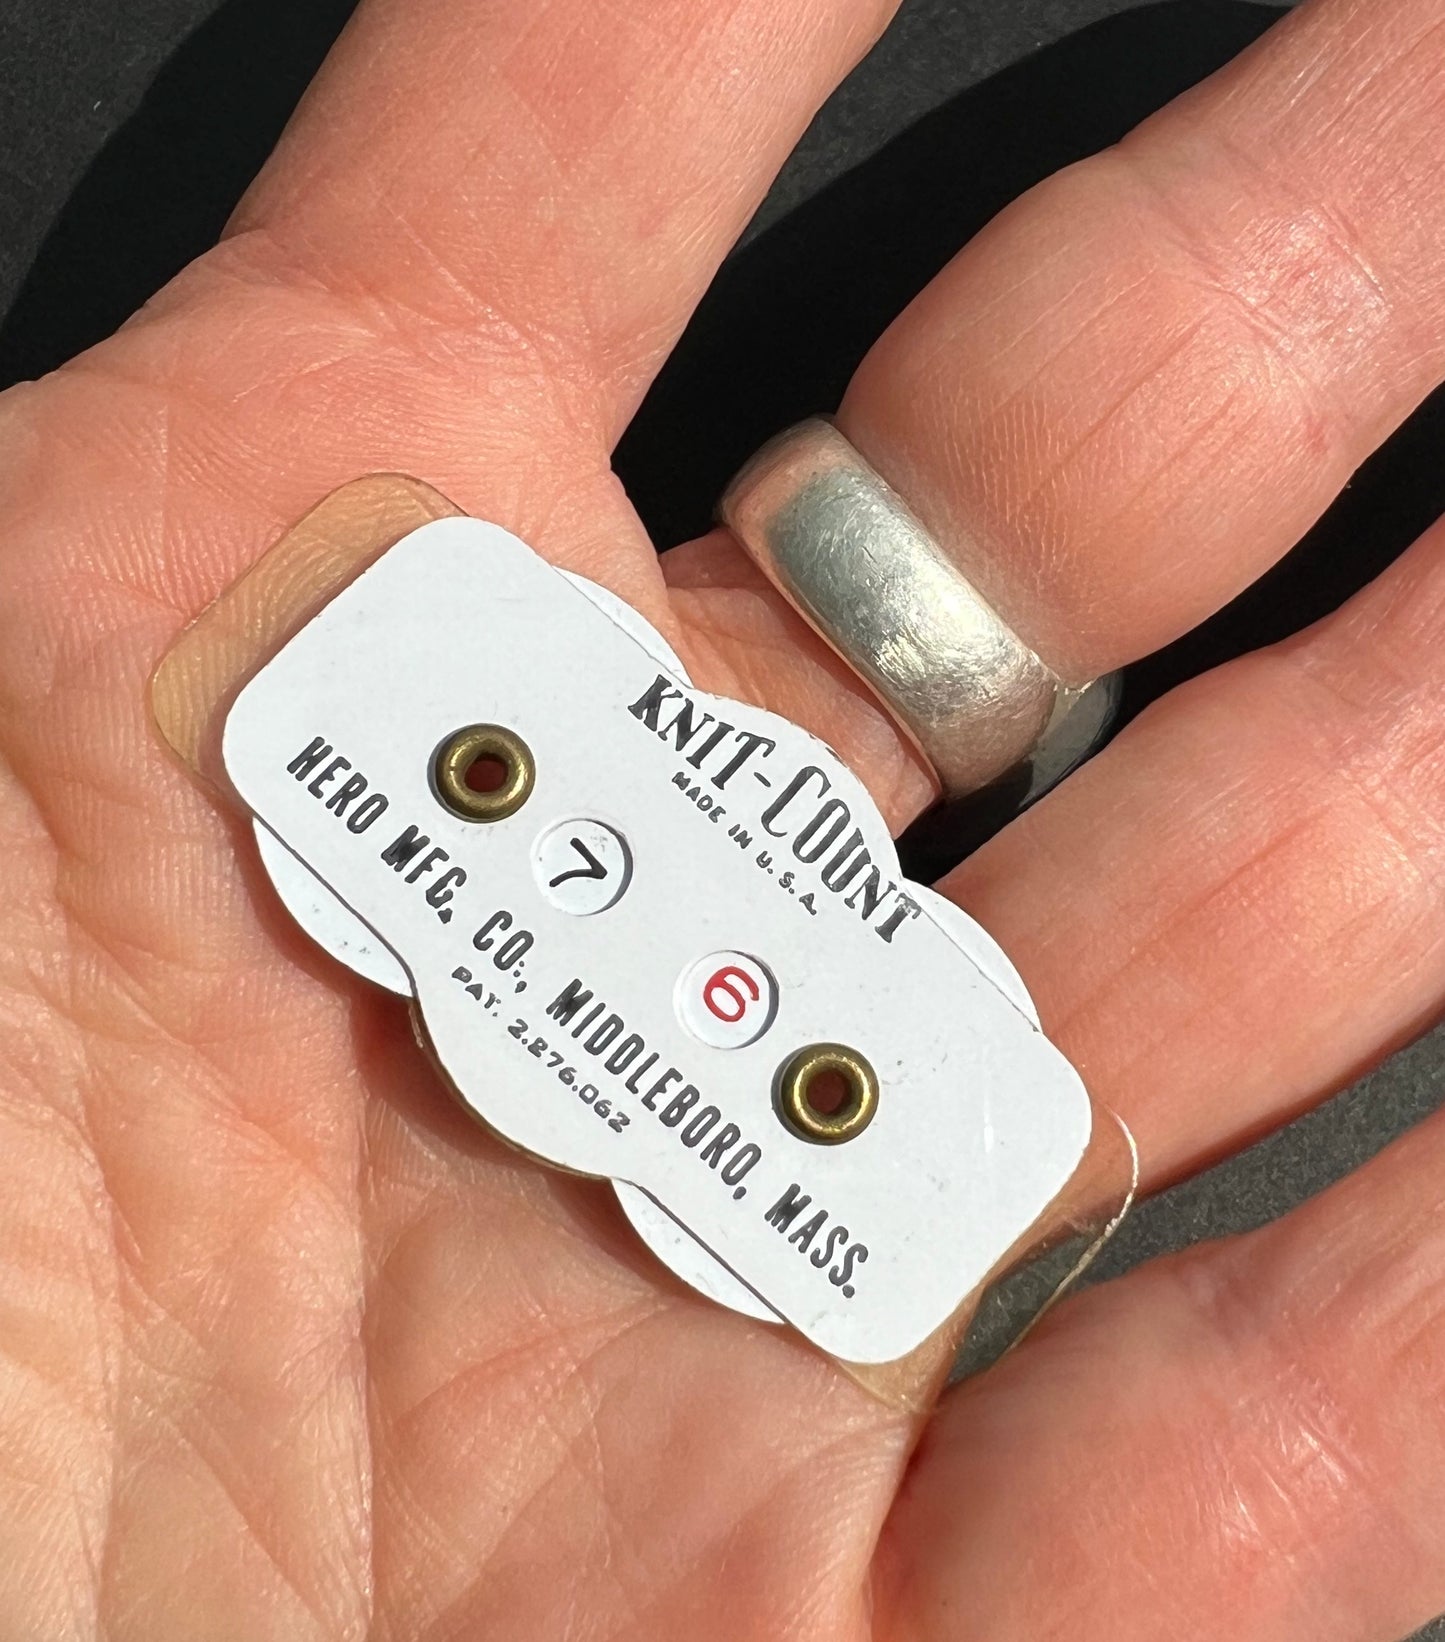 KNIT-COUNT
MADE IN U.S.A.
7 6
HERO MFG. CO., MIDDLEBORO, MASS.
PAT. 2.276.062